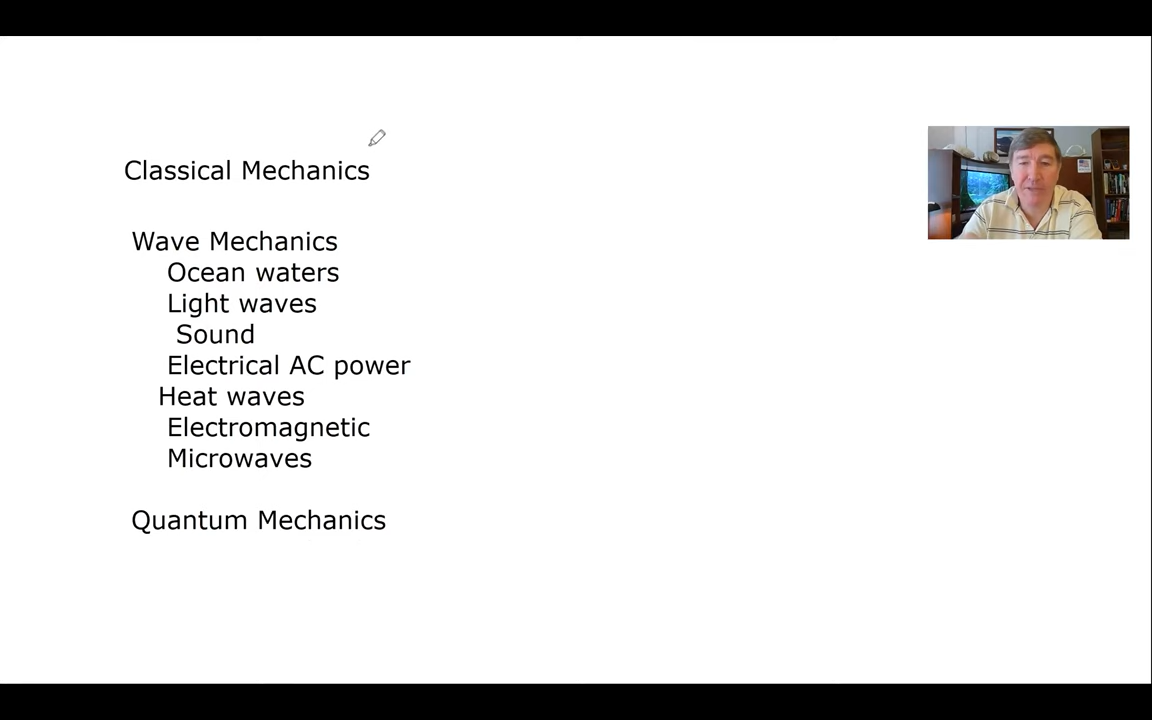 Classical Mechanics
Wave Mechanics
Ocean waters
Light waves
Sound
Electrical AC power
Heat waves
Electromagnetic
Microwaves
Quantum Mechanics